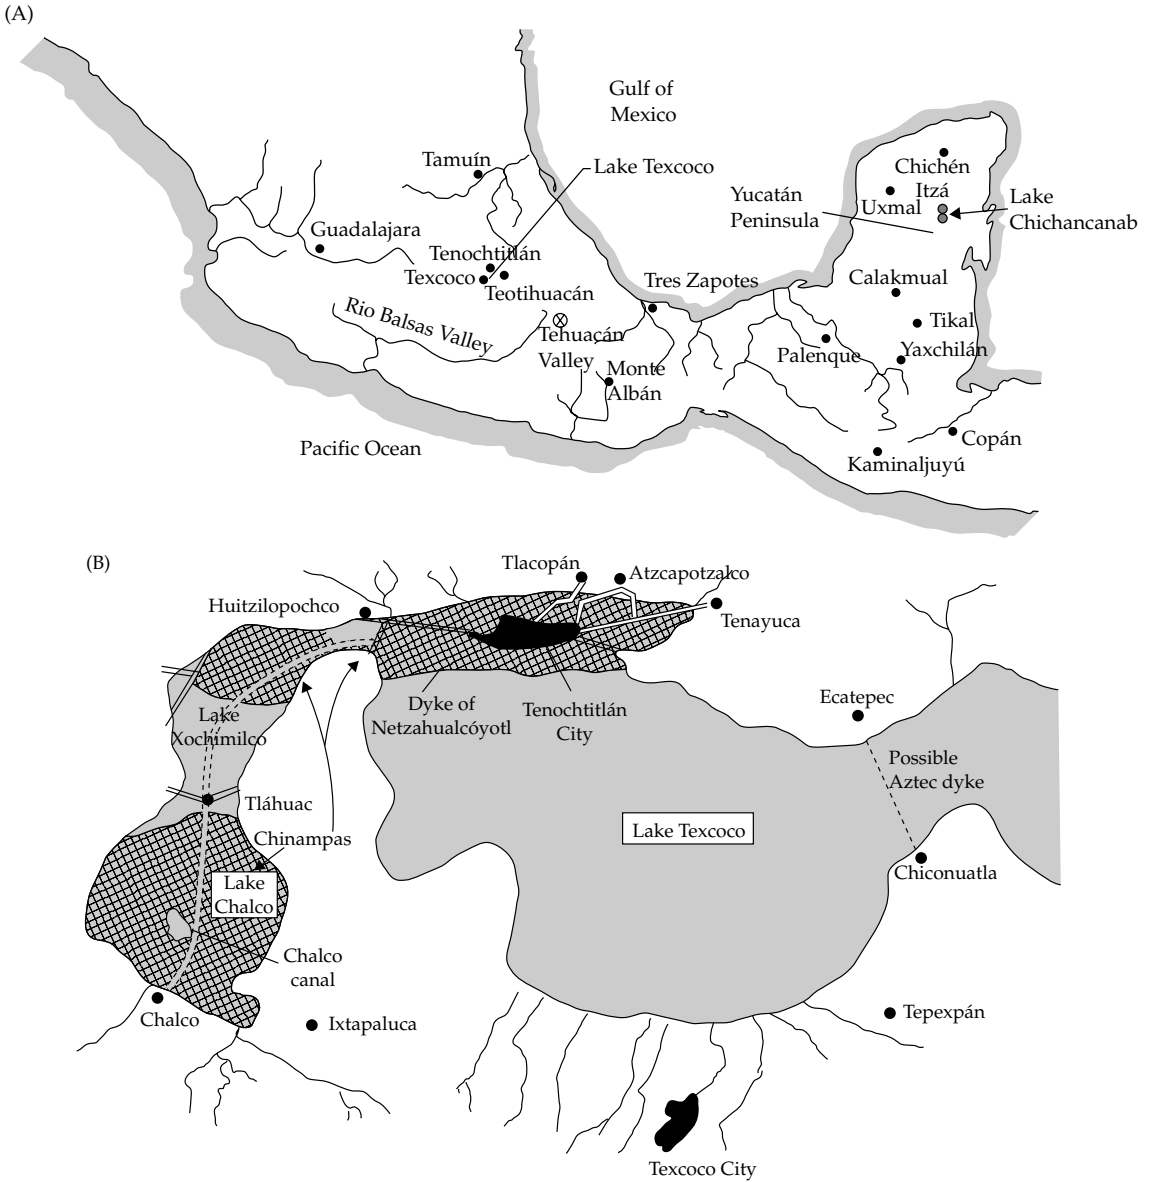 (A)
Gulf of
Mexico
Tamuín
Lake Texcoco
Chichén
Itzá
Yucatán
Peninsula
Uxmal
Lake
Chichancanab
Guadalajara
Tenochtitlán
Texcoco
Teotihuacán
Calakmual
Tres Zapotes
Rio Balsas Valley
Tehuacán
Valley
Tikal
Yaxchilán
Palenque
Monte
Albán
Pacific Ocean
Copán
Kaminaljuyú
(B)
Tlacopán
Atzcapotzalco
Huitzilopochco
Tenayuca
Dyke of
Netzahualcóyotl
Tenochtitlán
City
Ecatepec
Lake
Xochimilco
Possible
Aztec dyke
Tláhuac
Chinampas
Lake Texcoco
Lake
Chalco
Chiconuatla
Chalco
canal
Chalco
Ixtapaluca
Tepexpán
Texcoco City